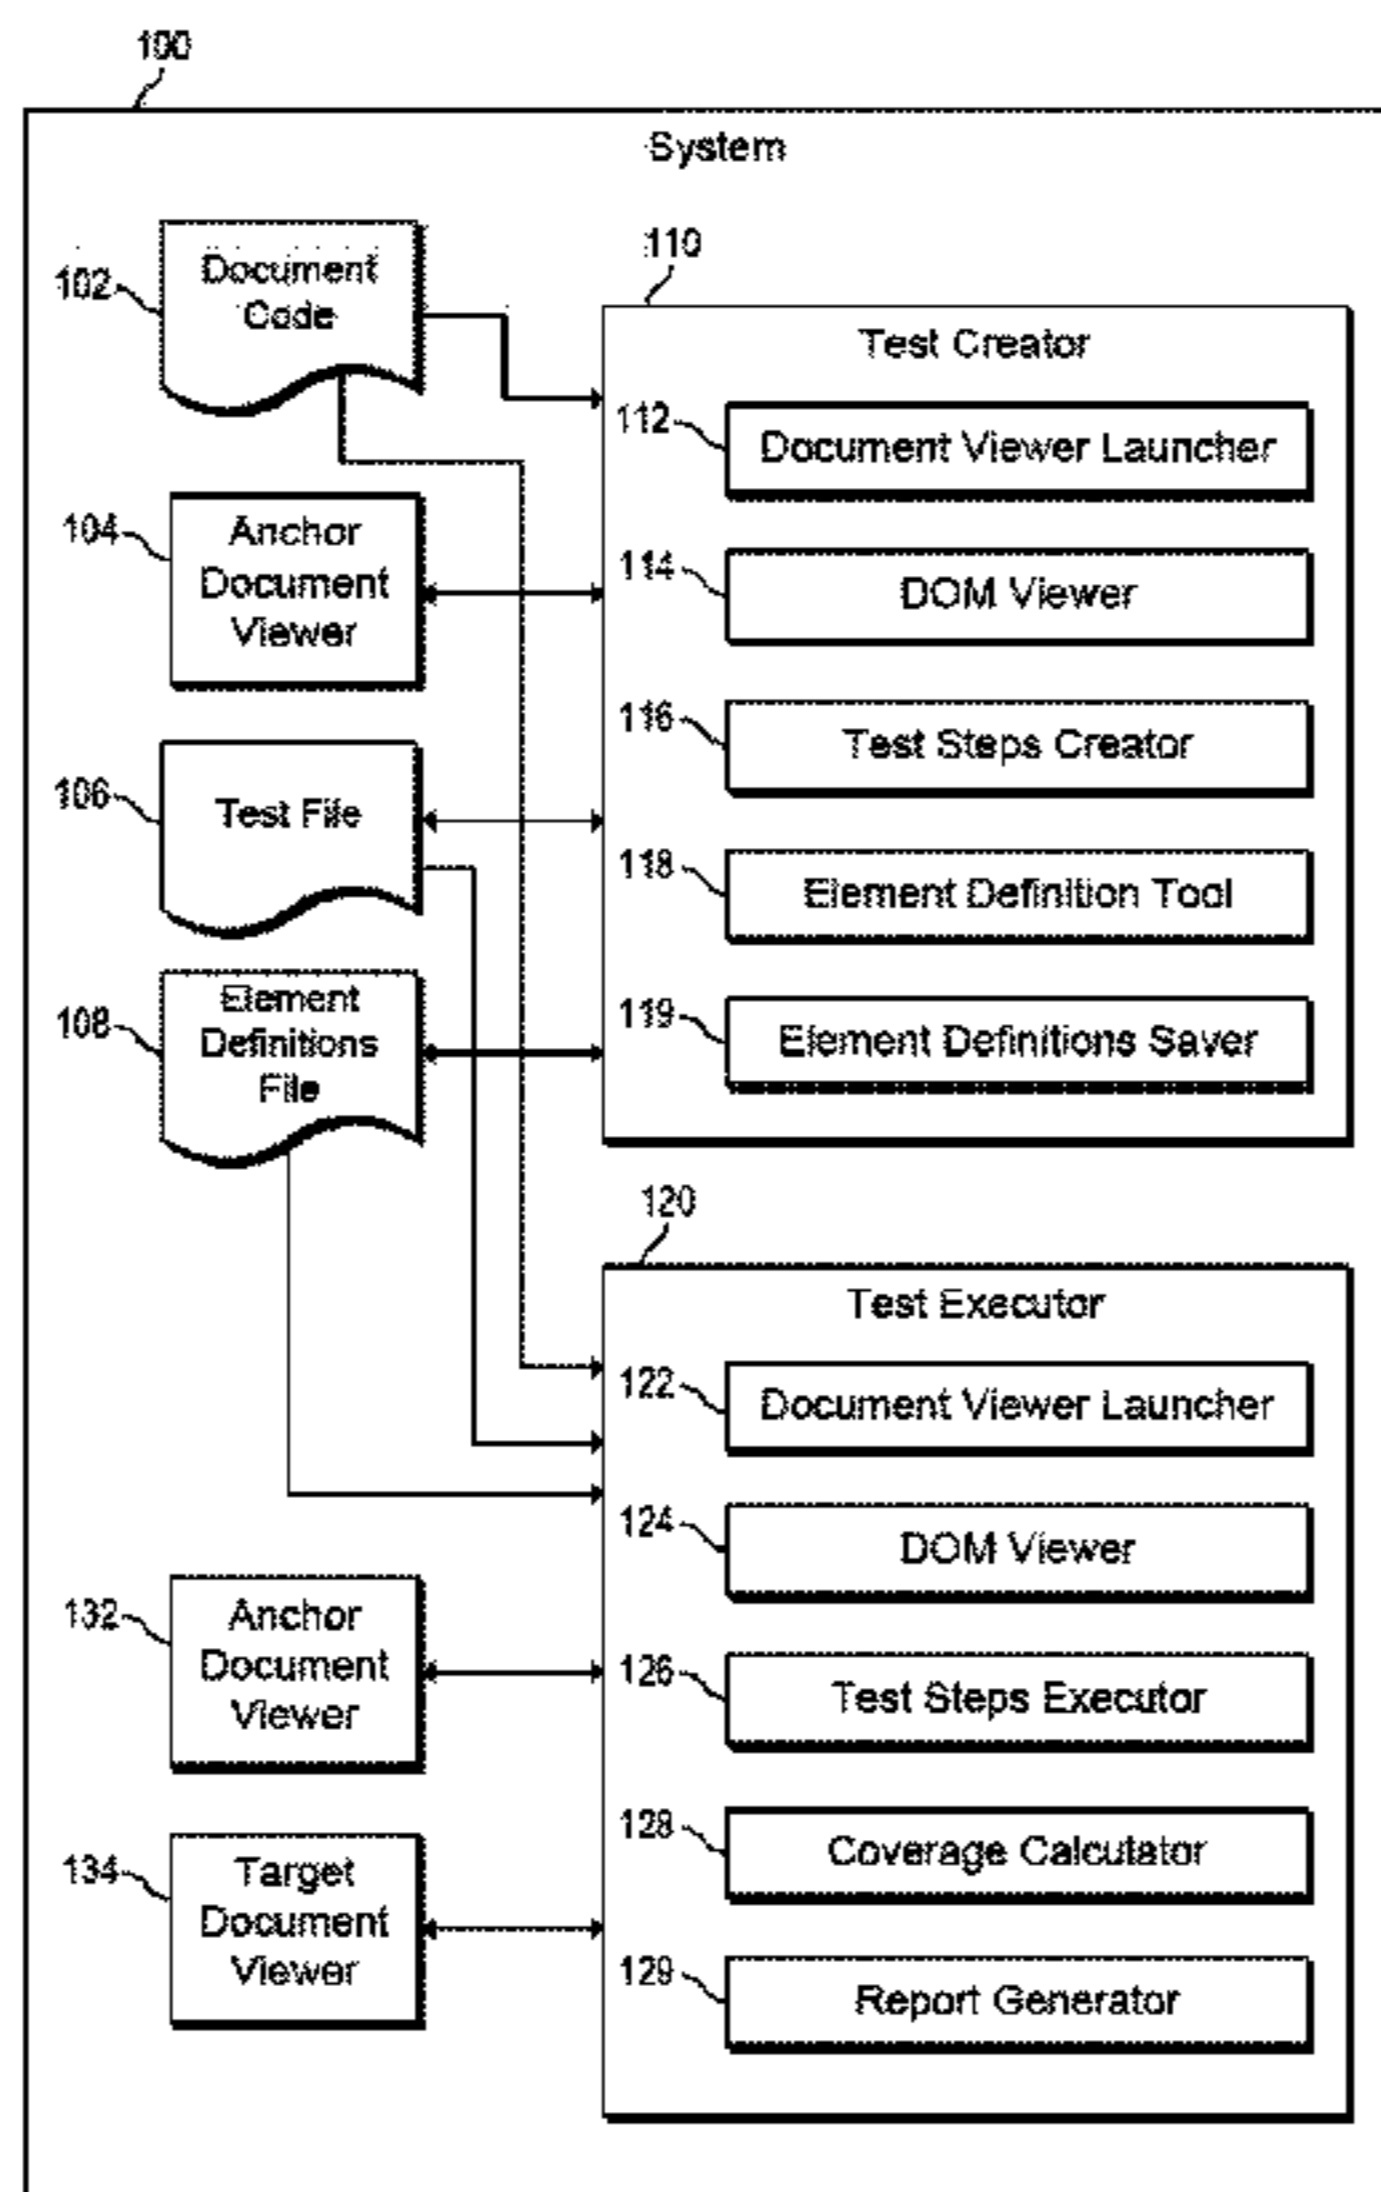 100
System
102
Document
Code
110
Test Creator
112
Document Viewer Launcher
104
Anchor
Document
Viewer
114
DOM Viewer
116
Test Steps Creator
106
Test File
118
Element Definition Tool
108
Element
Definitions
File
119
Element Definitions Saver
120
Test Executor
122
Document Viewer Launcher
124
DOM Viewer
132
Anchor
Document
Viewer
126
Test Steps Executor
128
Coverage Calculator
134
Target
Document
Viewer
129
Report Generator